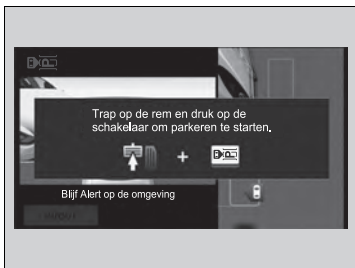 Trap op de rem en druk op de
schakelaar om parkeren te starten.
+
Blijf Alert op de omgeving